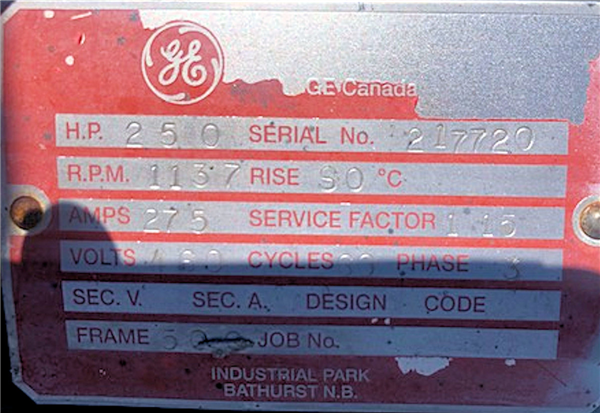 GE
GE Canada
H.P. 250 SERIAL No. 217720
R.P.M. 1137 RISE 90 °C
AMPS 275 SERVICE FACTOR 1.15
VOLTS 460 CYCLES PHASE 3
SEC. V. SEC. A. DESIGN CODE
FRAME JOB No.
INDUSTRIAL PARK
BATHURST N.B.